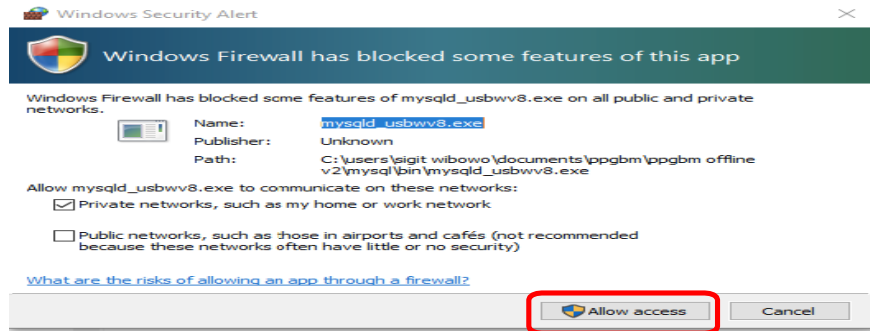 Windows Security Alert
Windows Firewall has blocked some features of this app
Windows Firewall has blocked some features of mysqld_usbwv8.exe on all public and private
networks.
Name: mysqld_usbwv8.exe
Publisher: Unknown
Path: C:\users\sigit wibowo\documents\ppgbm\ppgbm offline
v2\mysql\bin\mysqld_usbwv8.exe
Allow mysqld_usbwv8.exe to communicate on these networks:
Private networks, such as my home or work network
Public networks, such as those in airports and cafés (not recommended
because these networks often have little or no security)
What are the risks of allowing an app through a firewall?
Allow access Cancel